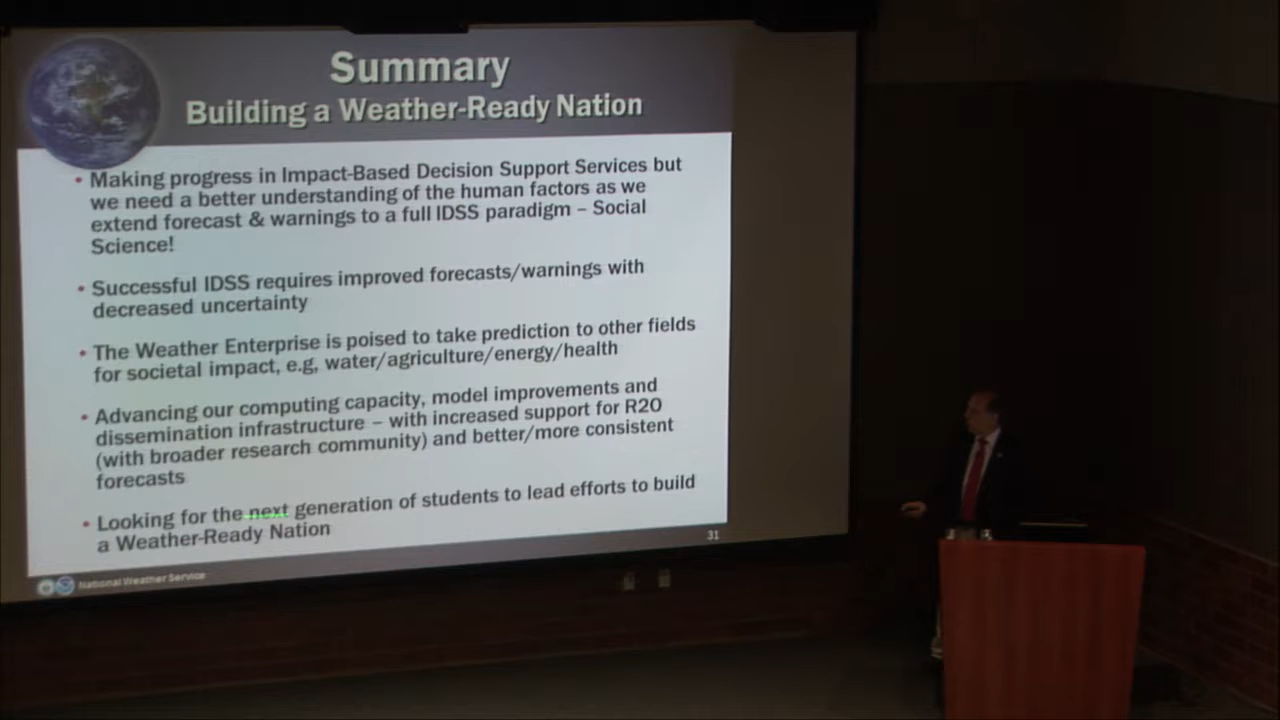 Summary
Building a Weather-Ready Nation
• Making progress in Impact-Based Decision Support Services but
we need a better understanding of the human factors as we
extend forecast & warnings to a full IDSS paradigm – Social
Science!
• Successful IDSS requires improved forecasts/warnings with
decreased uncertainty
• The Weather Enterprise is poised to take prediction to other fields
for societal impact, e.g, water/agriculture/energy/health
• Advancing our computing capacity, model improvements and
dissemination infrastructure – with increased support for R2O
(with broader research community) and better/more consistent
forecasts
• Looking for the next generation of students to lead efforts to build
a Weather-Ready Nation
31
National Weather Service